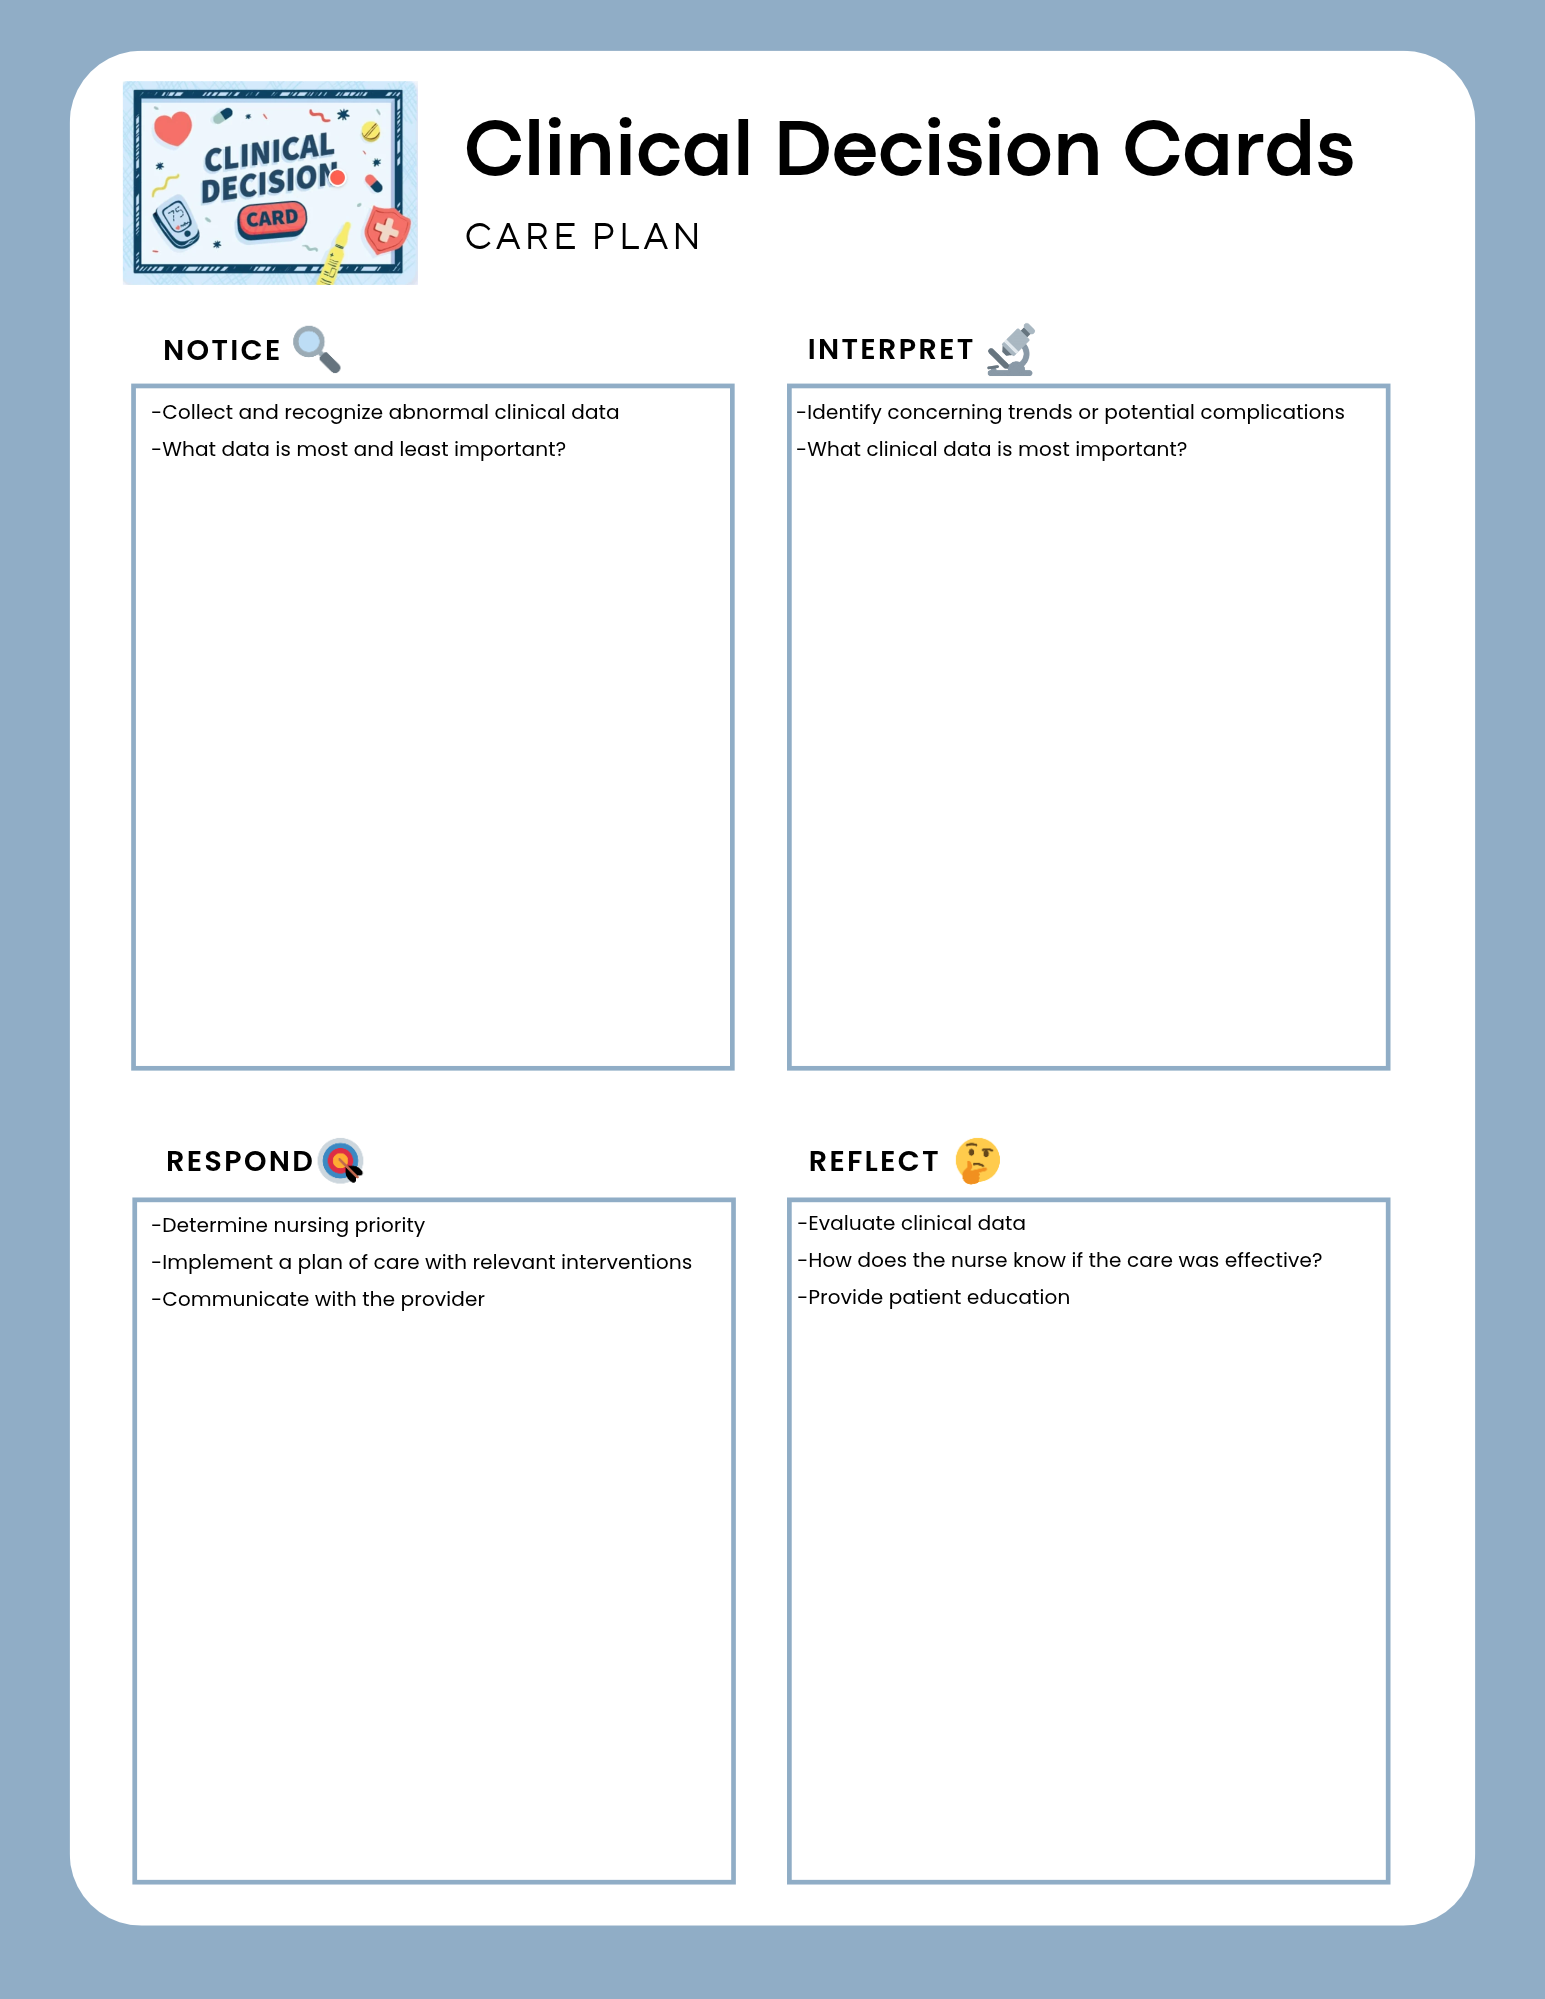 CLINICAL
DECISION
CARD
75
Clinical Decision Cards
CARE PLAN
NOTICE
-Collect and recognize abnormal clinical data
-What data is most and least important?
INTERPRET
-Identify concerning trends or potential complications
-What clinical data is most important?
RESPOND
-Determine nursing priority
-Implement a plan of care with relevant interventions
-Communicate with the provider
REFLECT
-Evaluate clinical data
-How does the nurse know if the care was effective?
-Provide patient education